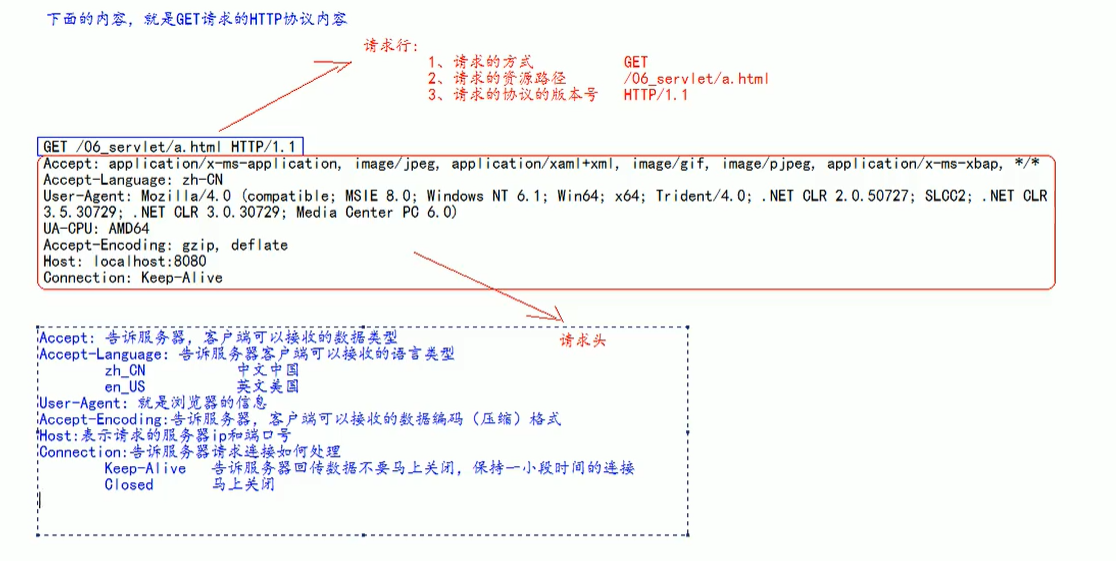 下面的内容，就是GET请求的HTTP协议内容
请求行：
1、请求的方式 GET
2、请求的资源路径 /06_servlet/a.html
3、请求的协议的版本号 HTTP/1.1
GET /06_servlet/a.html HTTP/1.1
Accept: application/x-ms-application, image/jpeg, application/xaml+xml, image/gif, image/pjpeg, application/x-ms-xbap, */*
Accept-Language: zh-CN
User-Agent: Mozilla/4.0 (compatible; MSIE 8.0; Windows NT 6.1; Win64; x64; Trident/4.0; .NET CLR 2.0.50727; SLCC2; .NET CLR
3.5.30729; .NET CLR 3.0.30729; Media Center PC 6.0)
UA-CPU: AMD64
Accept-Encoding: gzip, deflate
Host: localhost:8080
Connection: Keep-Alive
请求头
Accept: 告诉服务器，客户端可以接收的数据类型
Accept-Language: 告诉服务器客户端可以接收的语言类型
zh_CN 中文中国
en_US 英文美国
User-Agent: 就是浏览器的信息
Accept-Encoding:告诉服务器，客户端可以接收的数据编码（压缩）格式
Host:表示请求的服务器ip和端口号
Connection:告诉服务器请求连接如何处理
Keep-Alive 告诉服务器回传数据不要马上关闭，保持一小段时间的连接
Closed 马上关闭